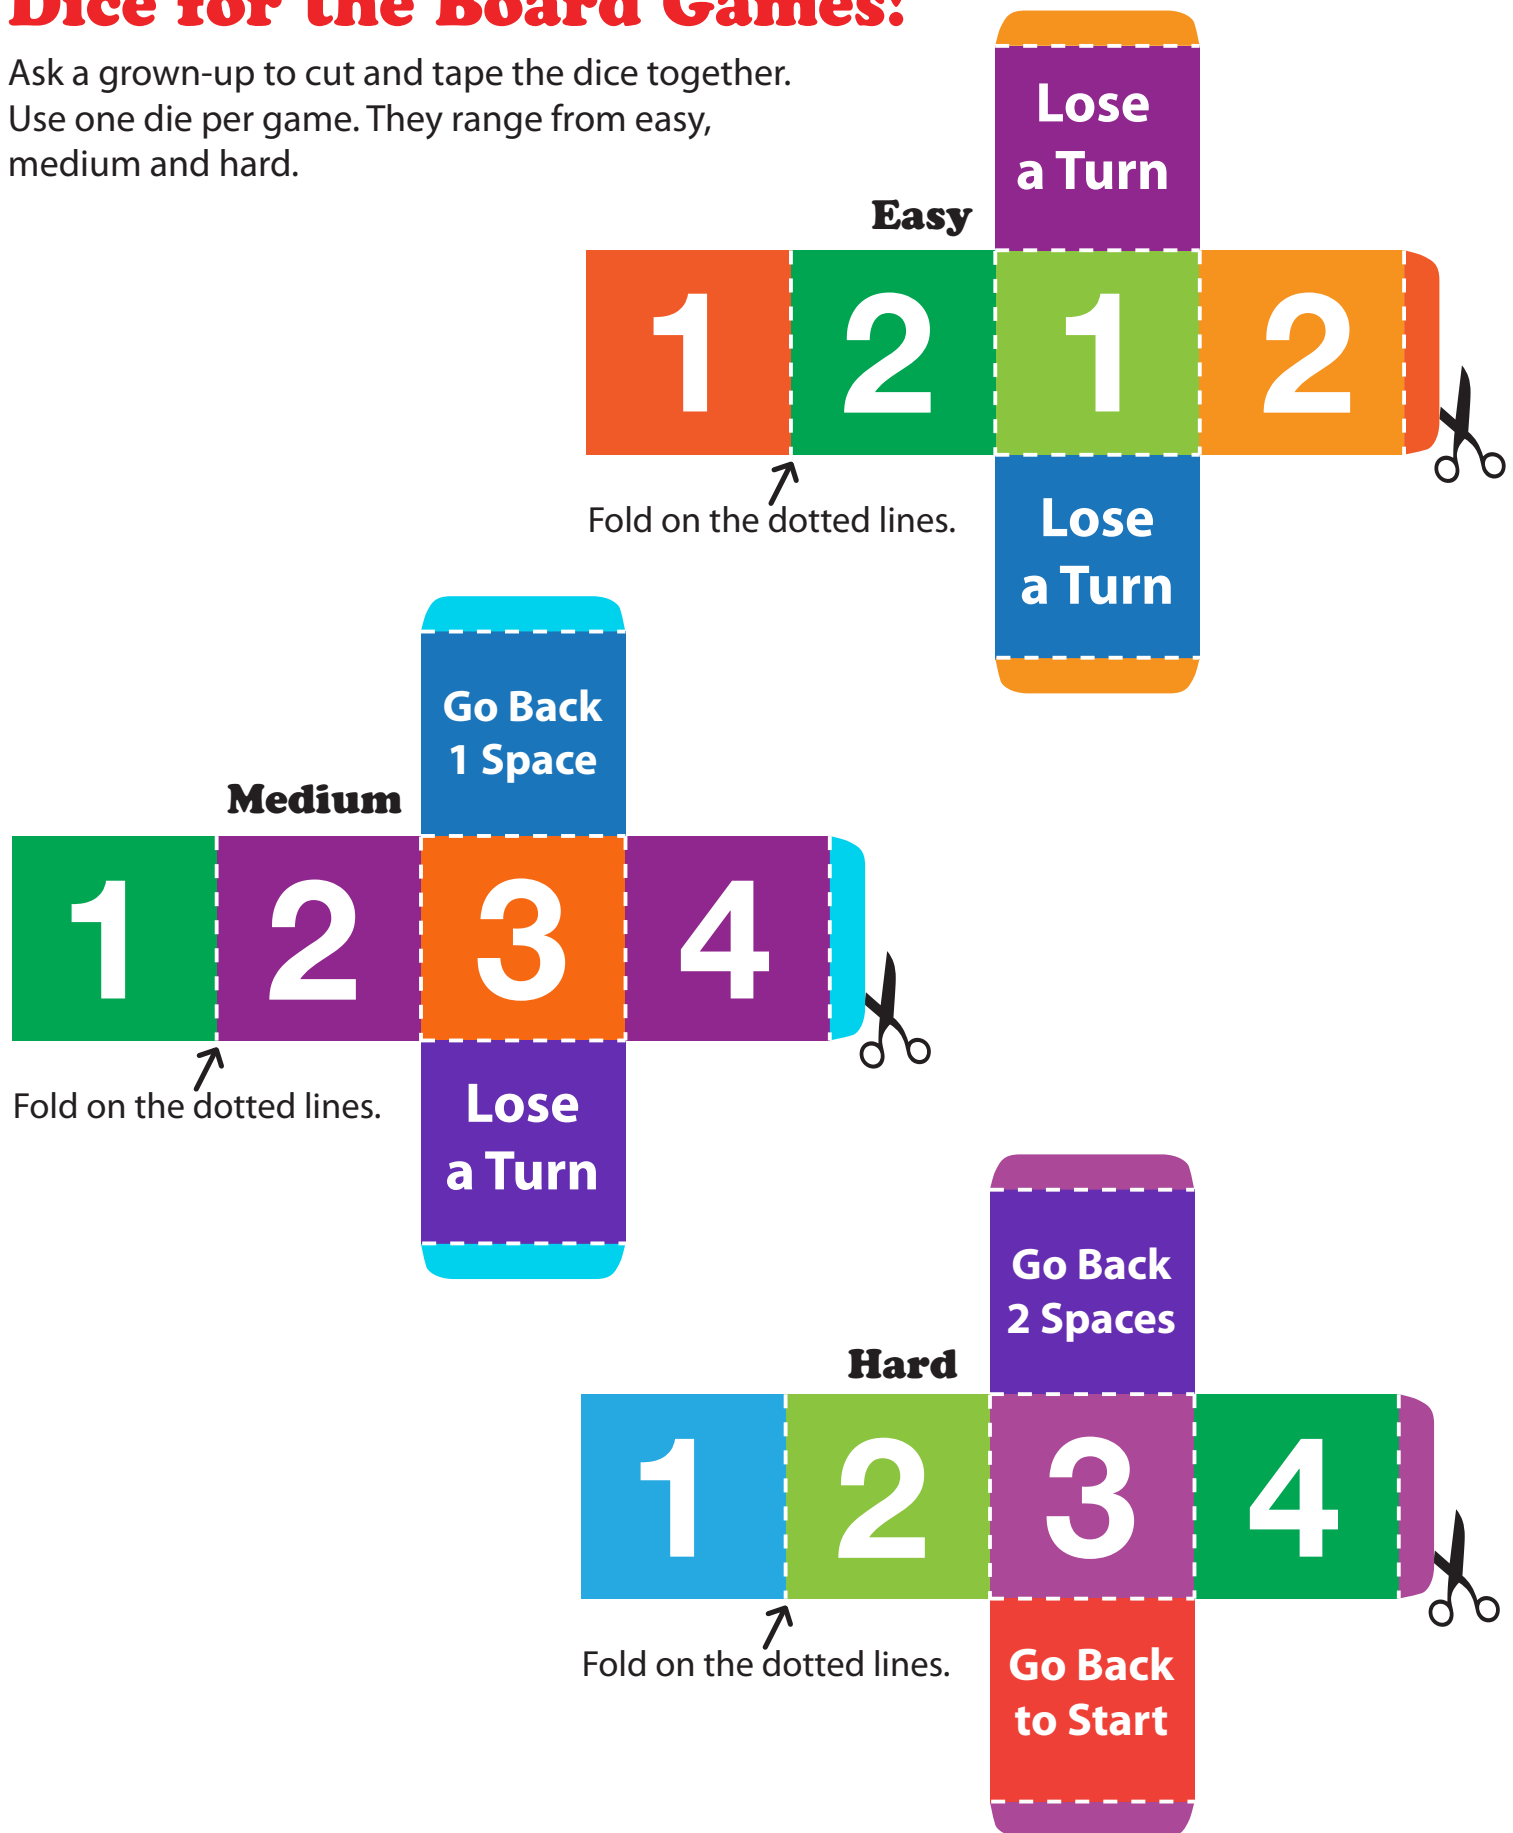 Dice for the Board Games!
Ask a grown-up to cut and tape the dice together.
Use one die per game. They range from easy,
medium and hard.
Easy
Lose
a Turn
1 2 1 2
Fold on the dotted lines.
Lose
a Turn
Medium
Go Back
1 Space
1 2 3 4
Fold on the dotted lines.
Lose
a Turn
Hard
Go Back
2 Spaces
1 2 3 4
Fold on the dotted lines.
Go Back
to Start